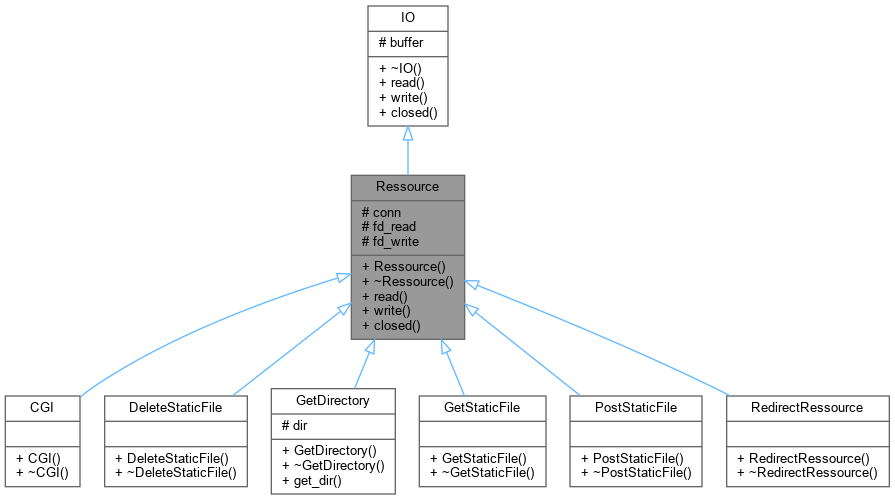 IO
# buffer
+ ~IO()
+ read()
+ write()
+ closed()
Ressource
# conn
# fd_read
# fd_write
+ Ressource()
+ ~Ressource()
+ read()
+ write()
+ closed()
CGI
+ CGI()
+ ~CGI()
DeleteStaticFile
+ DeleteStaticFile()
+ ~DeleteStaticFile()
GetDirectory
# dir
+ GetDirectory()
+ ~GetDirectory()
+ get_dir()
GetStaticFile
+ GetStaticFile()
+ ~GetStaticFile()
PostStaticFile
+ PostStaticFile()
+ ~PostStaticFile()
RedirectRessource
+ RedirectRessource()
+ ~RedirectRessource()